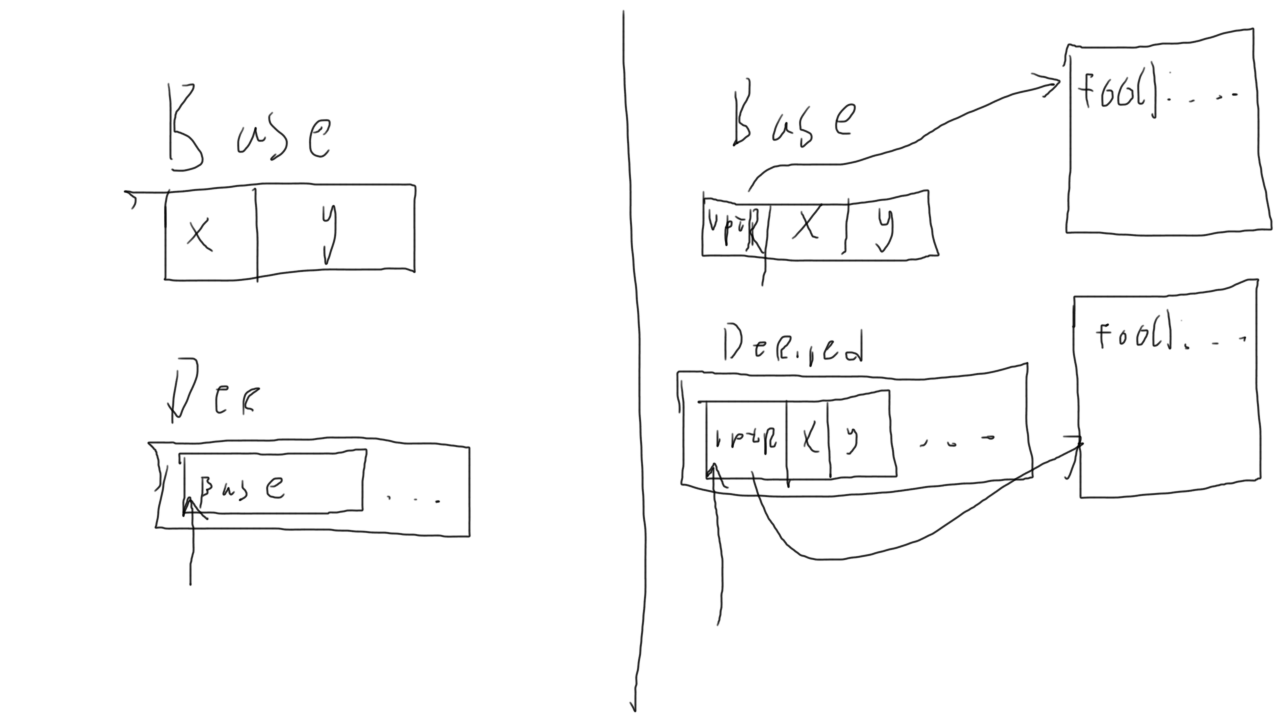 Base
x y
Der
Base ...
Base
vptr x y
foo() : ....
Derived
vptr x y ...
foo() : ...